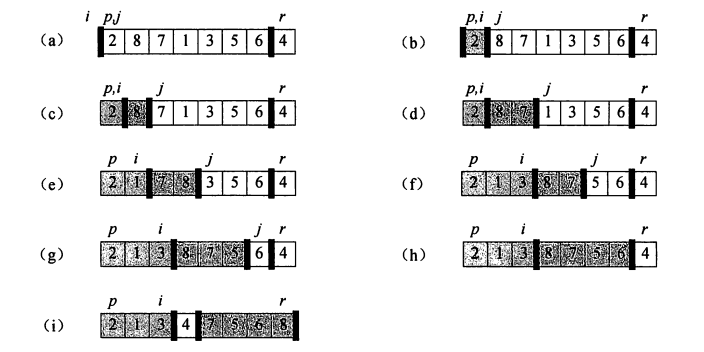 i p,j r
(a) 2 8 7 1 3 5 6 4
p,i j r
(b) 2 8 7 1 3 5 6 4
p,i j r
(c) 2 8 7 1 3 5 6 4
p,i j r
(d) 2 8 7 1 3 5 6 4
p i j r
(e) 2 1 7 8 3 5 6 4
p i j r
(f) 2 1 3 8 7 5 6 4
p i j r
(g) 2 1 3 8 7 5 6 4
p i r
(h) 2 1 3 8 7 5 6 4
p i r
(i) 2 1 3 4 7 5 6 8